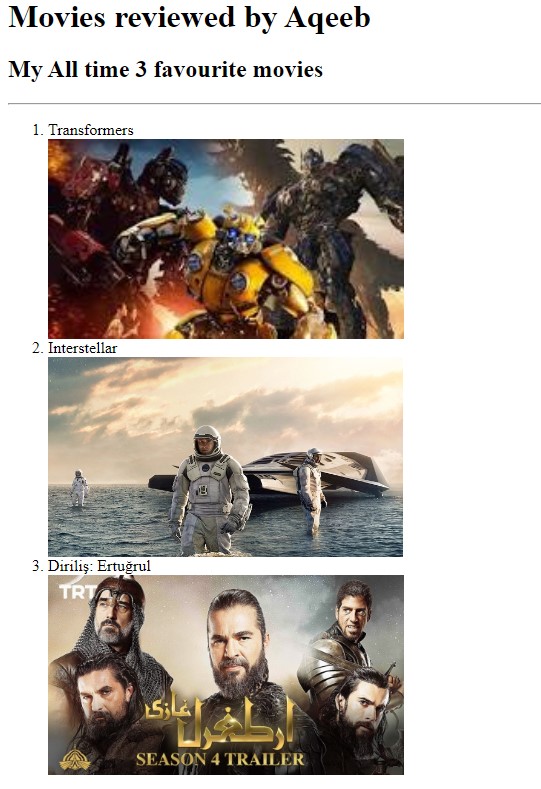 Movies reviewed by Aqeeb
My All time 3 favourite movies
1. Transformers
2. Interstellar
3. Diriliş: Ertuğrul
TRT
ارطغرل غازی
SEASON 4 TRAILER